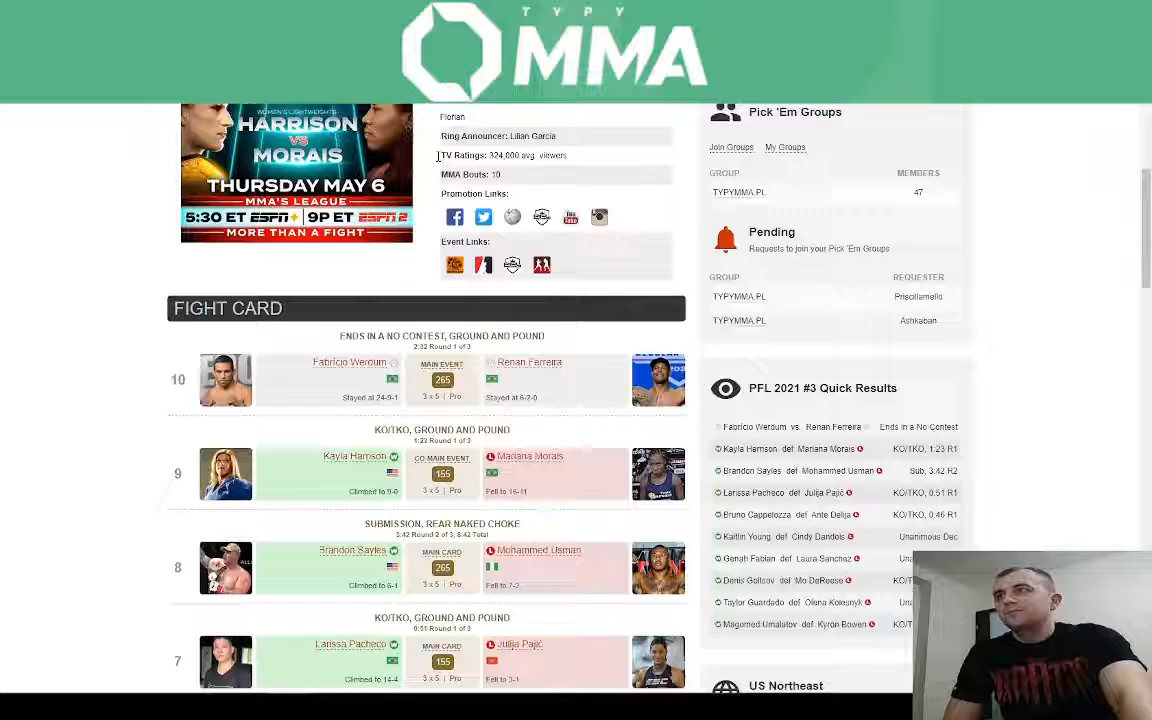 TYPY
MMA
WOMEN'S LIGHTWEIGHTS
HARRISON
VS
MORAIS
THURSDAY MAY 6
MMA'S LEAGUE
5:30 ET ESPN+ | 9P ET ESPN2
MORE THAN A FIGHT
Florian
Ring Announcer: Lilian Garcia
TV Ratings: 324,000 avg. viewers
MMA Bouts: 10
Promotion Links:
Event Links:
FIGHT CARD
ENDS IN A NO CONTEST, GROUND AND POUND
2:32 Round 1 of 3
10
Fabrício Werdum
MAIN EVENT
Renan Ferreira
265
Stayed at 24-9-1
3 x 5 | Pro
Stayed at 6-2-0
KO/TKO, GROUND AND POUND
1:23 Round 1 of 3
9
Kayla Harrison W
CO-MAIN EVENT
L Mariana Morais
155
Climbed to 9-0
3 x 5 | Pro
Fell to 16-11
SUBMISSION, REAR NAKED CHOKE
3:42 Round 2 of 3, 8:42 Total
8
Brandon Sayles W
MAIN CARD
L Mohammed Usman
265
Climbed to 6-1
3 x 5 | Pro
Fell to 7-2
KO/TKO, GROUND AND POUND
0:51 Round 1 of 3
7
Larissa Pacheco W
MAIN CARD
L Julija Pajić
155
Climbed to 14-4
3 x 5 | Pro
Fell to 3-1
Pick 'Em Groups
Join Groups My Groups
GROUP MEMBERS
TYPYMMA.PL 47
Pending
Requests to join your Pick 'Em Groups
GROUP REQUESTER
TYPYMMA.PL Priscillamello
TYPYMMA.PL Ashkaban
PFL 2021 #3 Quick Results
Fabrício Werdum vs. Renan Ferreira Ends in a No Contest
Kayla Harrison def Mariana Morais KO/TKO, 1:23 R1
Brandon Sayles def Mohammed Usman Sub, 3:42 R2
Larissa Pacheco def Julija Pajić KO/TKO, 0:51 R1
Bruno Cappelozza def Ante Delija KO/TKO, 0:46 R1
Kaitlin Young def Cindy Dandois Unanimous Dec
Genah Fabian def Laura Sanchez Una
Denis Goltsov def Mo DeReese KO/T
Taylor Guardado def Olena Kolesnyk Una
Magomed Umalatov def Kyron Bowen KO/T
US Northeast